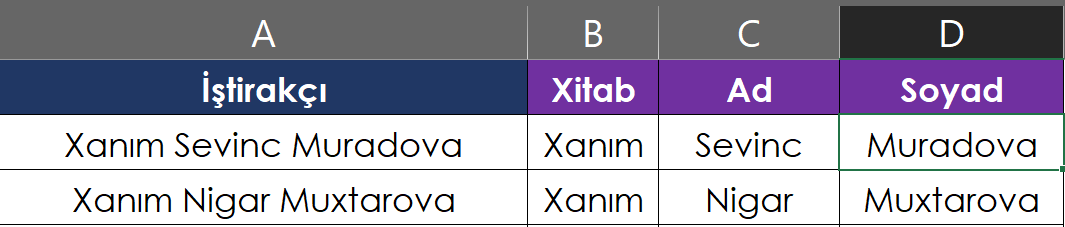 A B C D
İştirakçı Xitab Ad Soyad
Xanım Sevinc Muradova Xanım Sevinc Muradova
Xanım Nigar Muxtarova Xanım Nigar Muxtarova